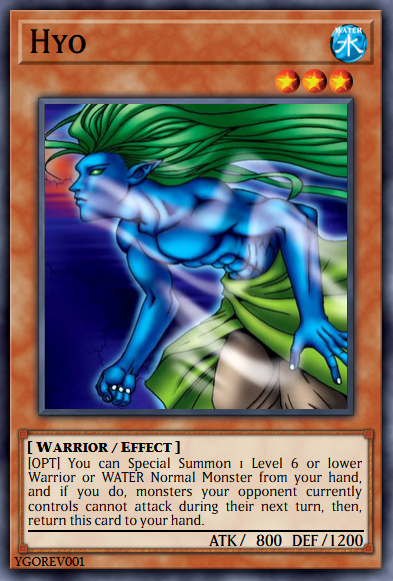 Hyo
WATER
水
[ Warrior / Effect ]
[OPT] You can Special Summon 1 Level 6 or lower
Warrior or WATER Normal Monster from your hand,
and if you do, monsters your opponent currently
controls cannot attack during their next turn, then,
return this card to your hand.
ATK/ 800 DEF/1200
YGOREV001